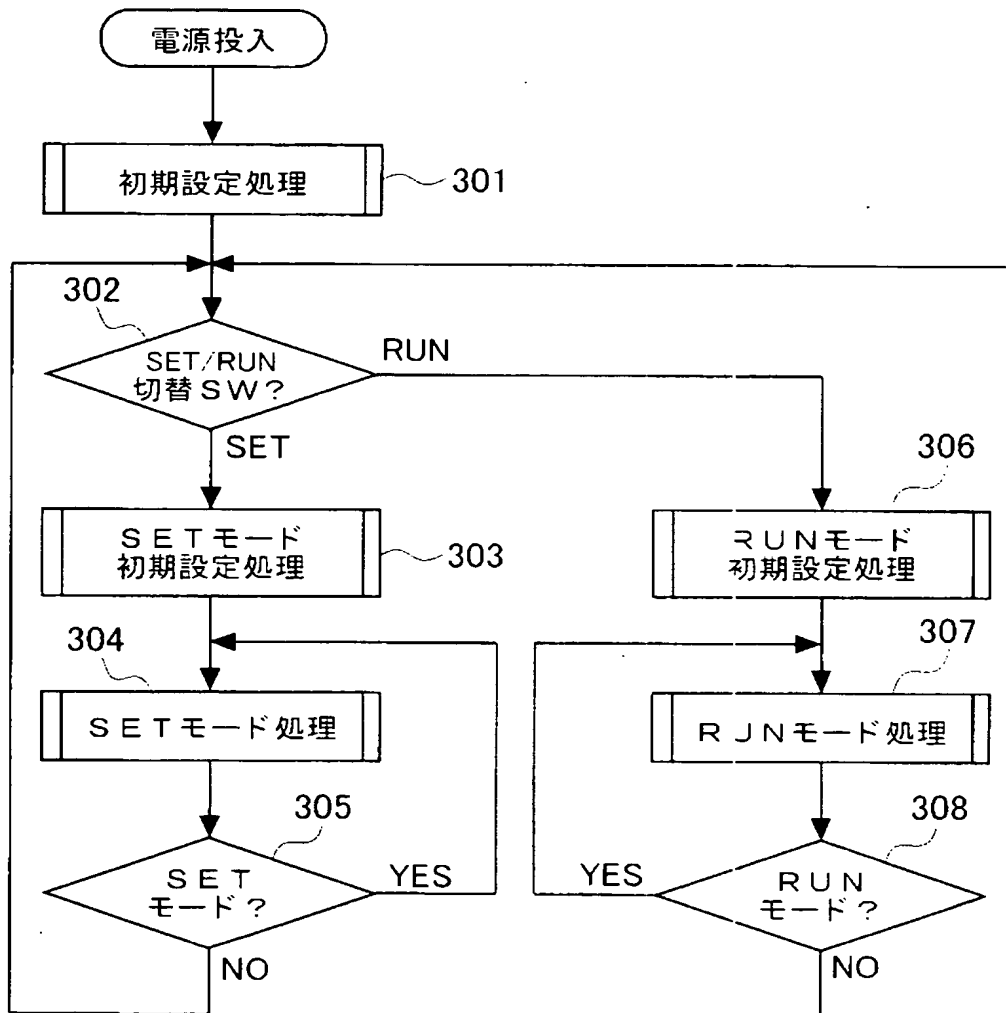 電源投入
初期設定処理
301
302
SET/RUN
切替SW?
RUN
SET
SETモード
初期設定処理
303
306
RUNモード
初期設定処理
304
SETモード処理
307
RJNモード処理
305
SET
モード?
YES
NO
308
RUN
モード?
YES
NO